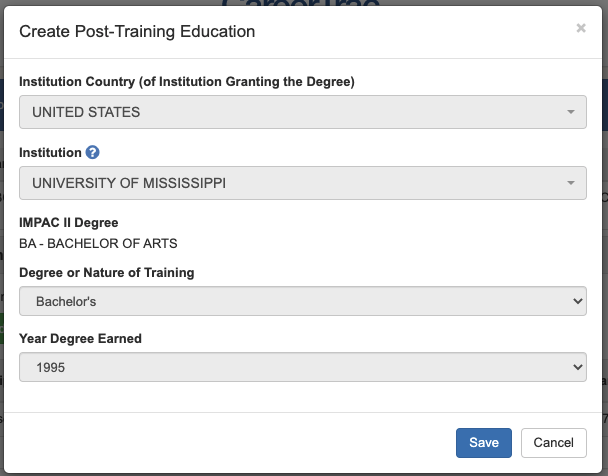 Create Post-Training Education
×
Institution Country (of Institution Granting the Degree)
UNITED STATES
Institution ?
UNIVERSITY OF MISSISSIPPI
IMPAC II Degree
BA - BACHELOR OF ARTS
Degree or Nature of Training
Bachelor's
Year Degree Earned
1995
Save Cancel